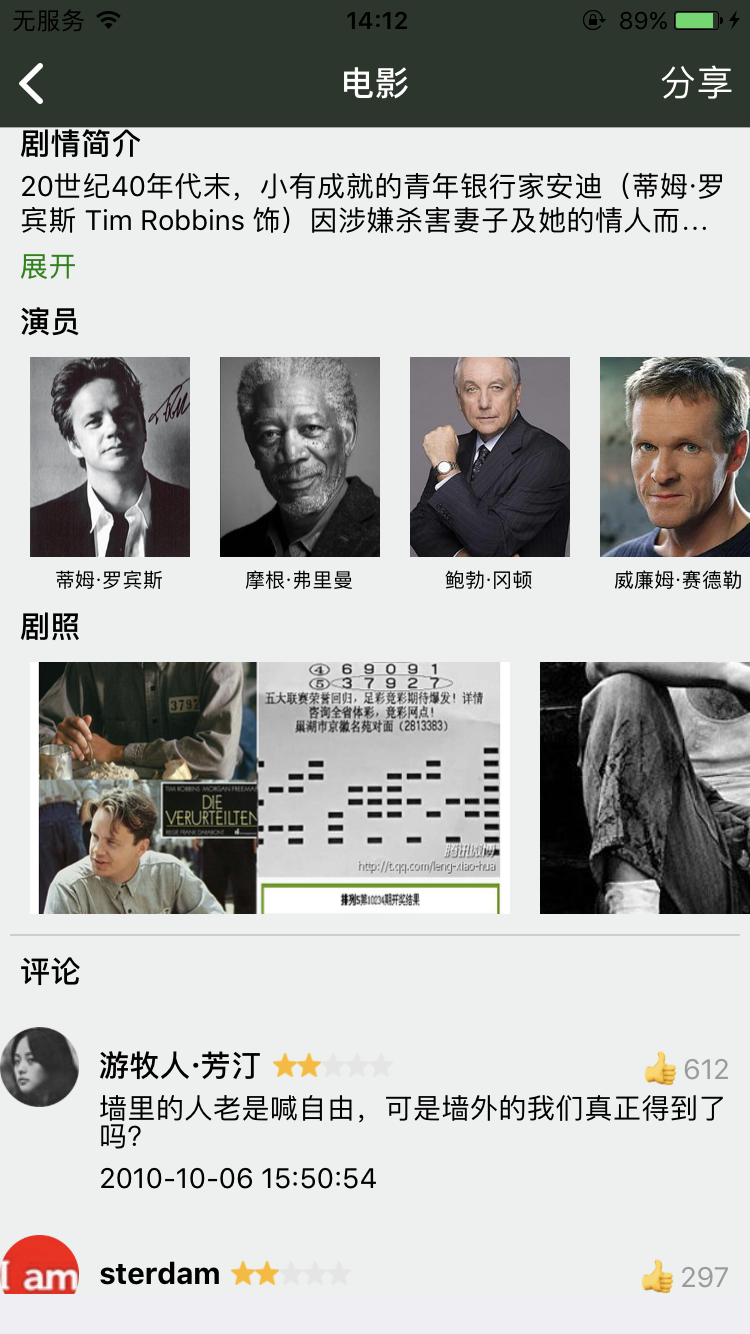 无服务
14:12
89%
电影
分享
剧情简介
20世纪40年代末，小有成就的青年银行家安迪（蒂姆·罗
宾斯 Tim Robbins 饰）因涉嫌杀害妻子及她的情人而...
展开
演员
蒂姆·罗宾斯
摩根·弗里曼
鲍勃·冈顿
威廉姆·赛德勒
剧照
3792
TIM ROBBINS MORGAN FREEMAN
DIE
VERURTEILTEN
REGIE FRANK DARABONT
④ 6 9 0 9 1
⑤ 3 7 9 2 7
五大联赛荣誉回归，足彩竞彩期待爆发！详情
咨询全省体彩，竞彩网点！
巢湖市京徽名苑对面（2813383）
腾讯微博
http://t.qq.com/leng-xiao-hua
排列5第10234期开奖结果
评论
游牧人·芳汀
612
墙里的人老是喊自由，可是墙外的我们真正得到了
吗?
2010-10-06 15:50:54
I am
sterdam
297